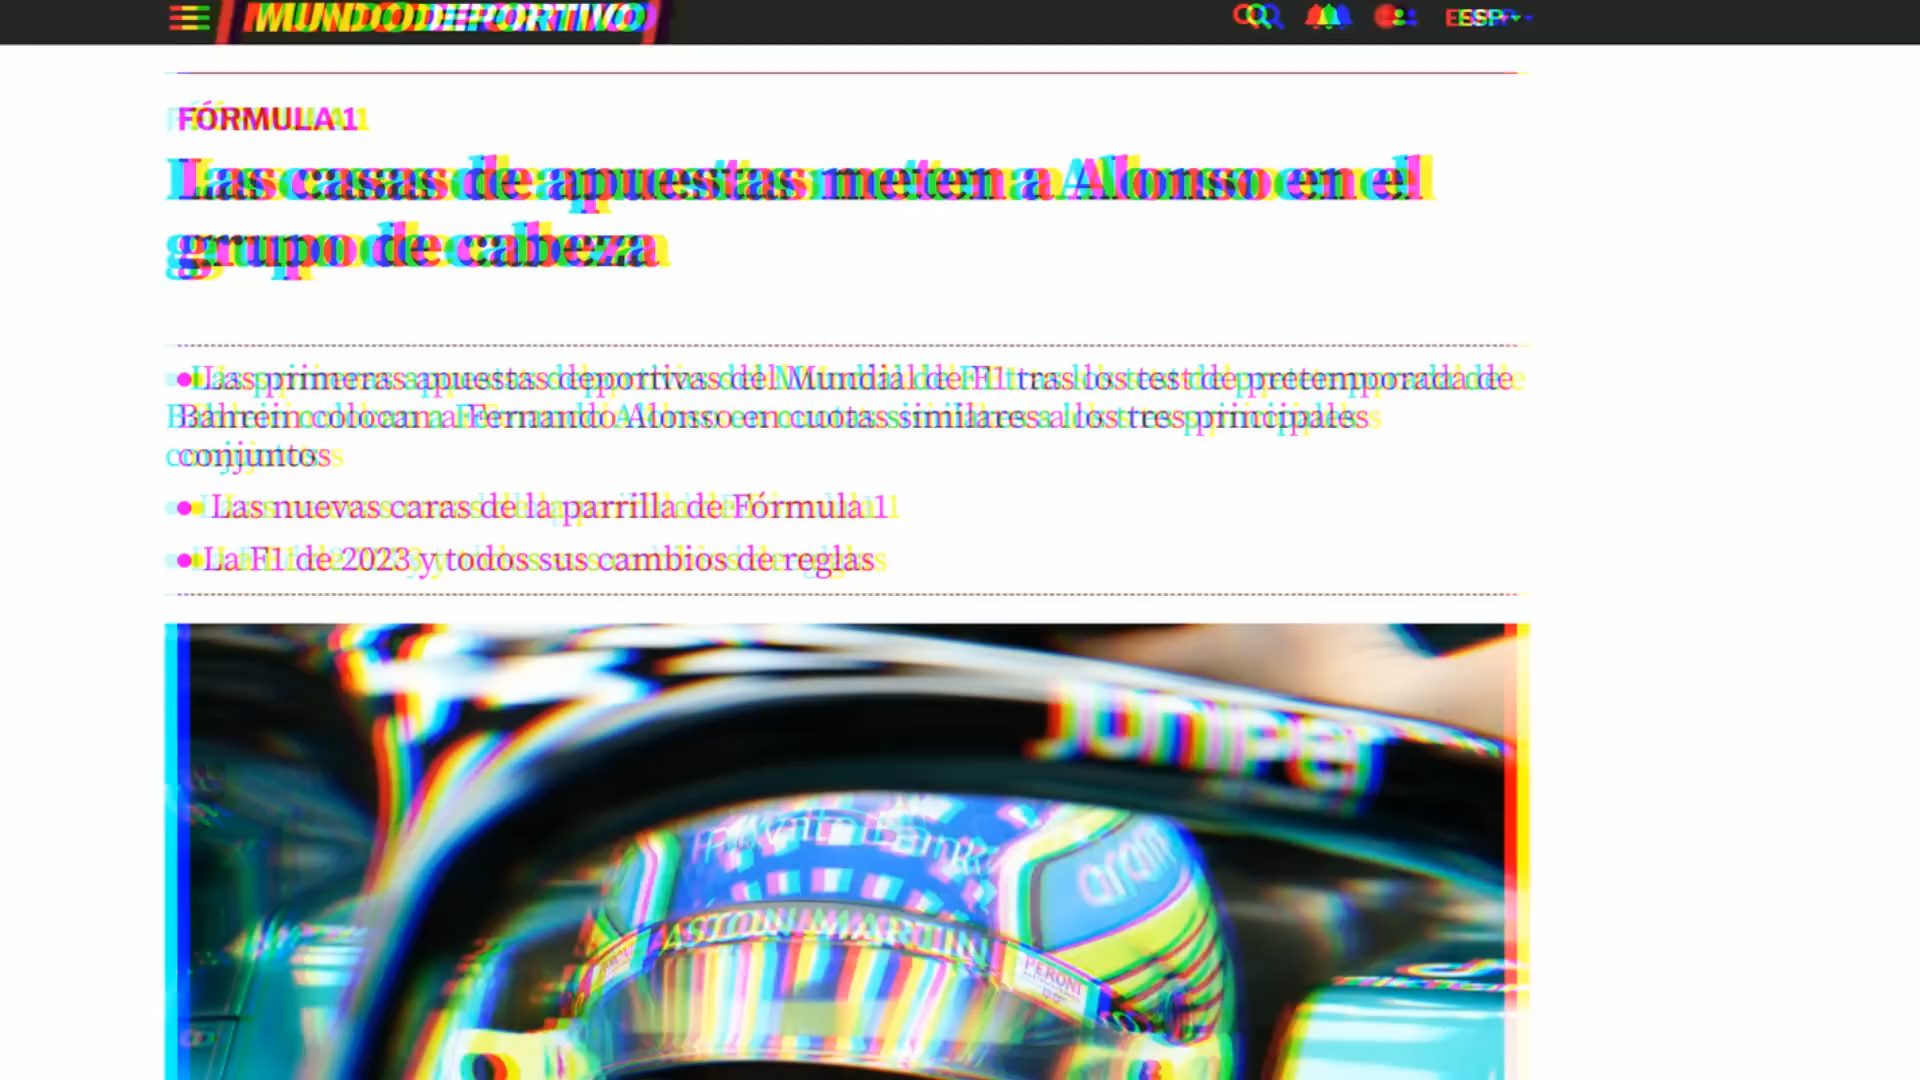 MUNDODEPORTIVO
ESP
FÓRMULA 1
Las casas de apuestas meten a Alonso en el
grupo de cabeza
Las primeras apuestas deportivas del Mundial de F1 tras los test de pretemporada de
Bahrein colocan a Fernando Alonso en cuotas similares a los tres principales
conjuntos
Las nuevas caras de la parrilla de Fórmula 1
La F1 de 2023 y todos sus cambios de reglas
Juniper
aram
ASTON MARTIN
PERONI